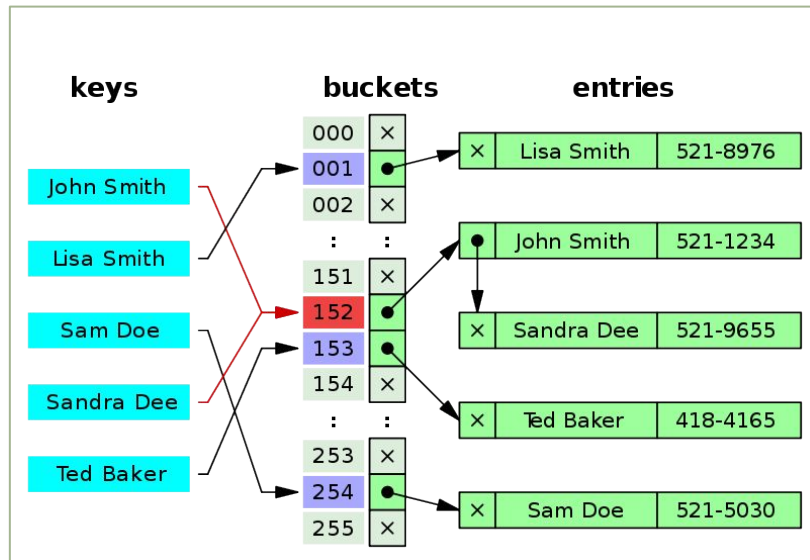 keys
buckets
entries
John Smith
Lisa Smith
Sam Doe
Sandra Dee
Ted Baker
000 ×
001
002 ×
: :
151 ×
152
153
154 ×
: :
253 ×
254
255 ×
× Lisa Smith 521-8976
John Smith 521-1234
× Sandra Dee 521-9655
× Ted Baker 418-4165
× Sam Doe 521-5030